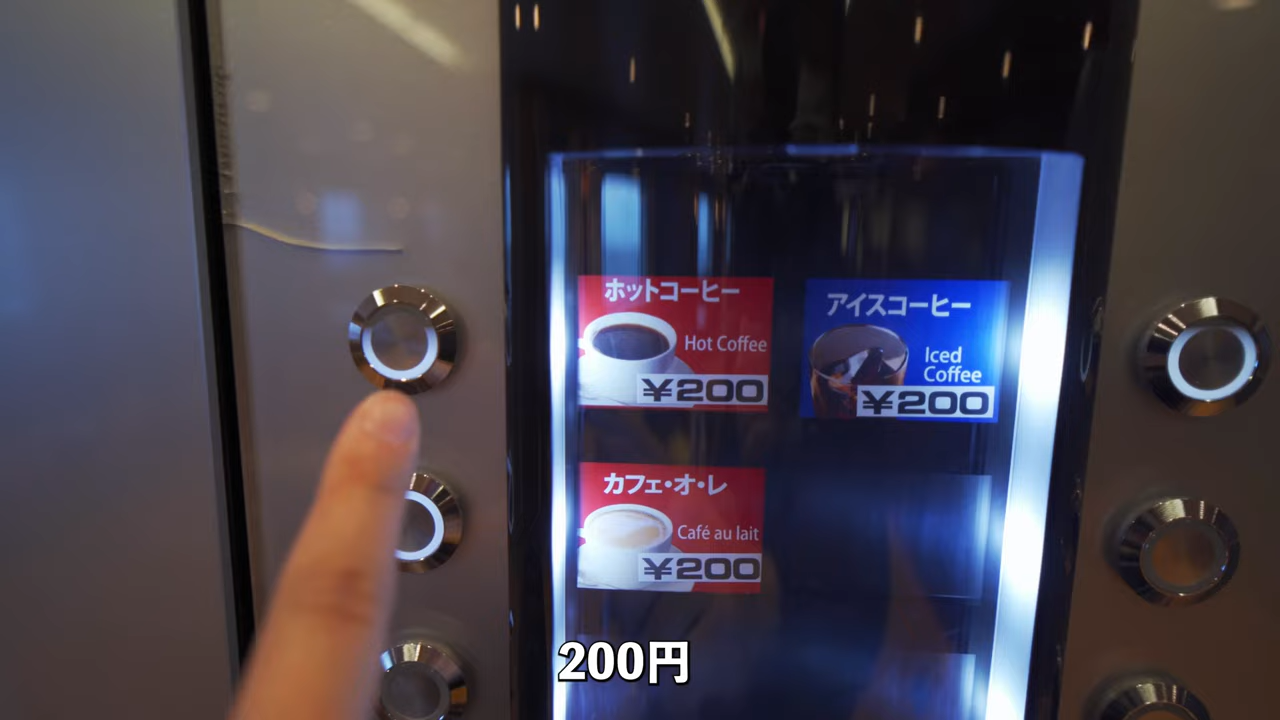 ホットコーヒー
Hot Coffee
¥200
アイスコーヒー
Iced
Coffee
¥200
カフェ・オ・レ
Café au lait
¥200
200円